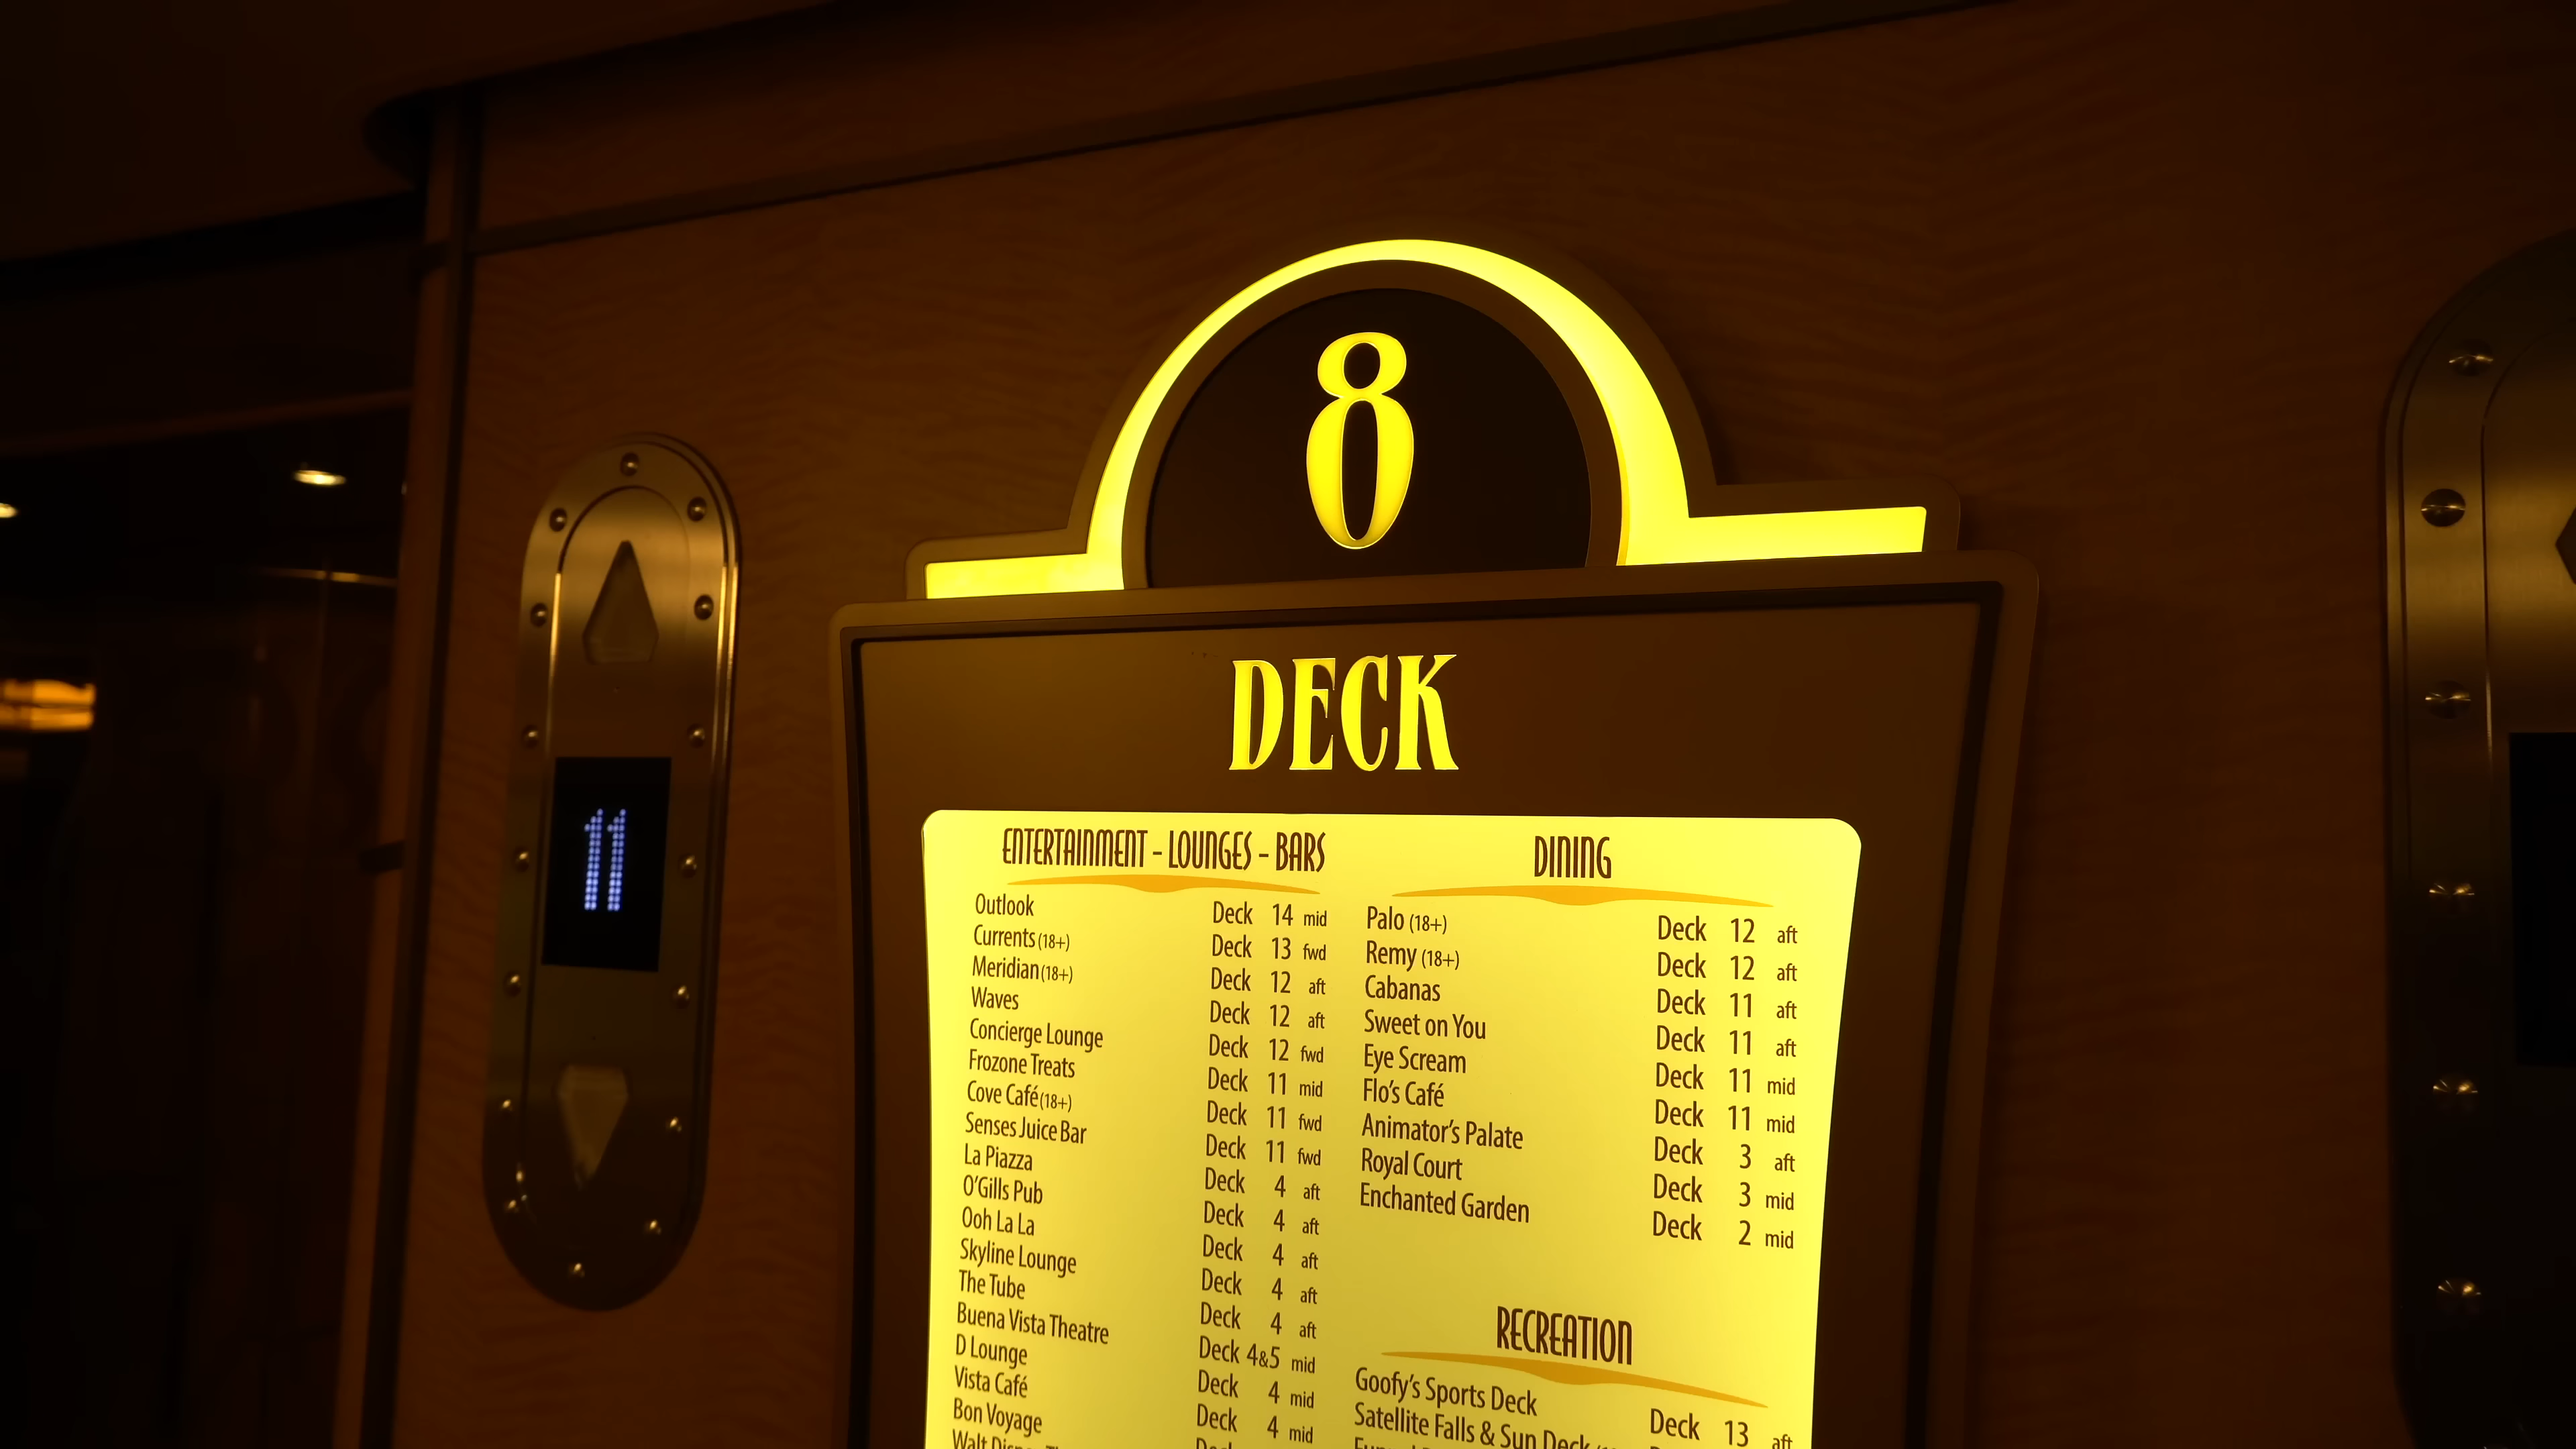 8
DECK
11
ENTERTAINMENT - LOUNGES - BARS
Outlook Deck 14 mid
Currents (18+) Deck 13 fwd
Meridian (18+) Deck 12 aft
Waves Deck 12 aft
Concierge Lounge Deck 12 fwd
Frozone Treats Deck 11 mid
Cove Café (18+) Deck 11 fwd
Senses Juice Bar Deck 11 fwd
La Piazza Deck 4 aft
O'Gills Pub Deck 4 aft
Ooh La La Deck 4 aft
Skyline Lounge Deck 4 aft
The Tube Deck 4 aft
Buena Vista Theatre Deck 4&5 mid
D Lounge Deck 4 mid
Vista Café Deck 4 mid
Bon Voyage
Walt
DINING
Palo (18+) Deck 12 aft
Remy (18+) Deck 12 aft
Cabanas Deck 11 aft
Sweet on You Deck 11 aft
Eye Scream Deck 11 mid
Flo's Café Deck 11 mid
Animator's Palate Deck 3 aft
Royal Court Deck 3 mid
Enchanted Garden Deck 2 mid
RECREATION
Goofy's Sports Deck Deck 13 aft
Satellite Falls & Sun Deck